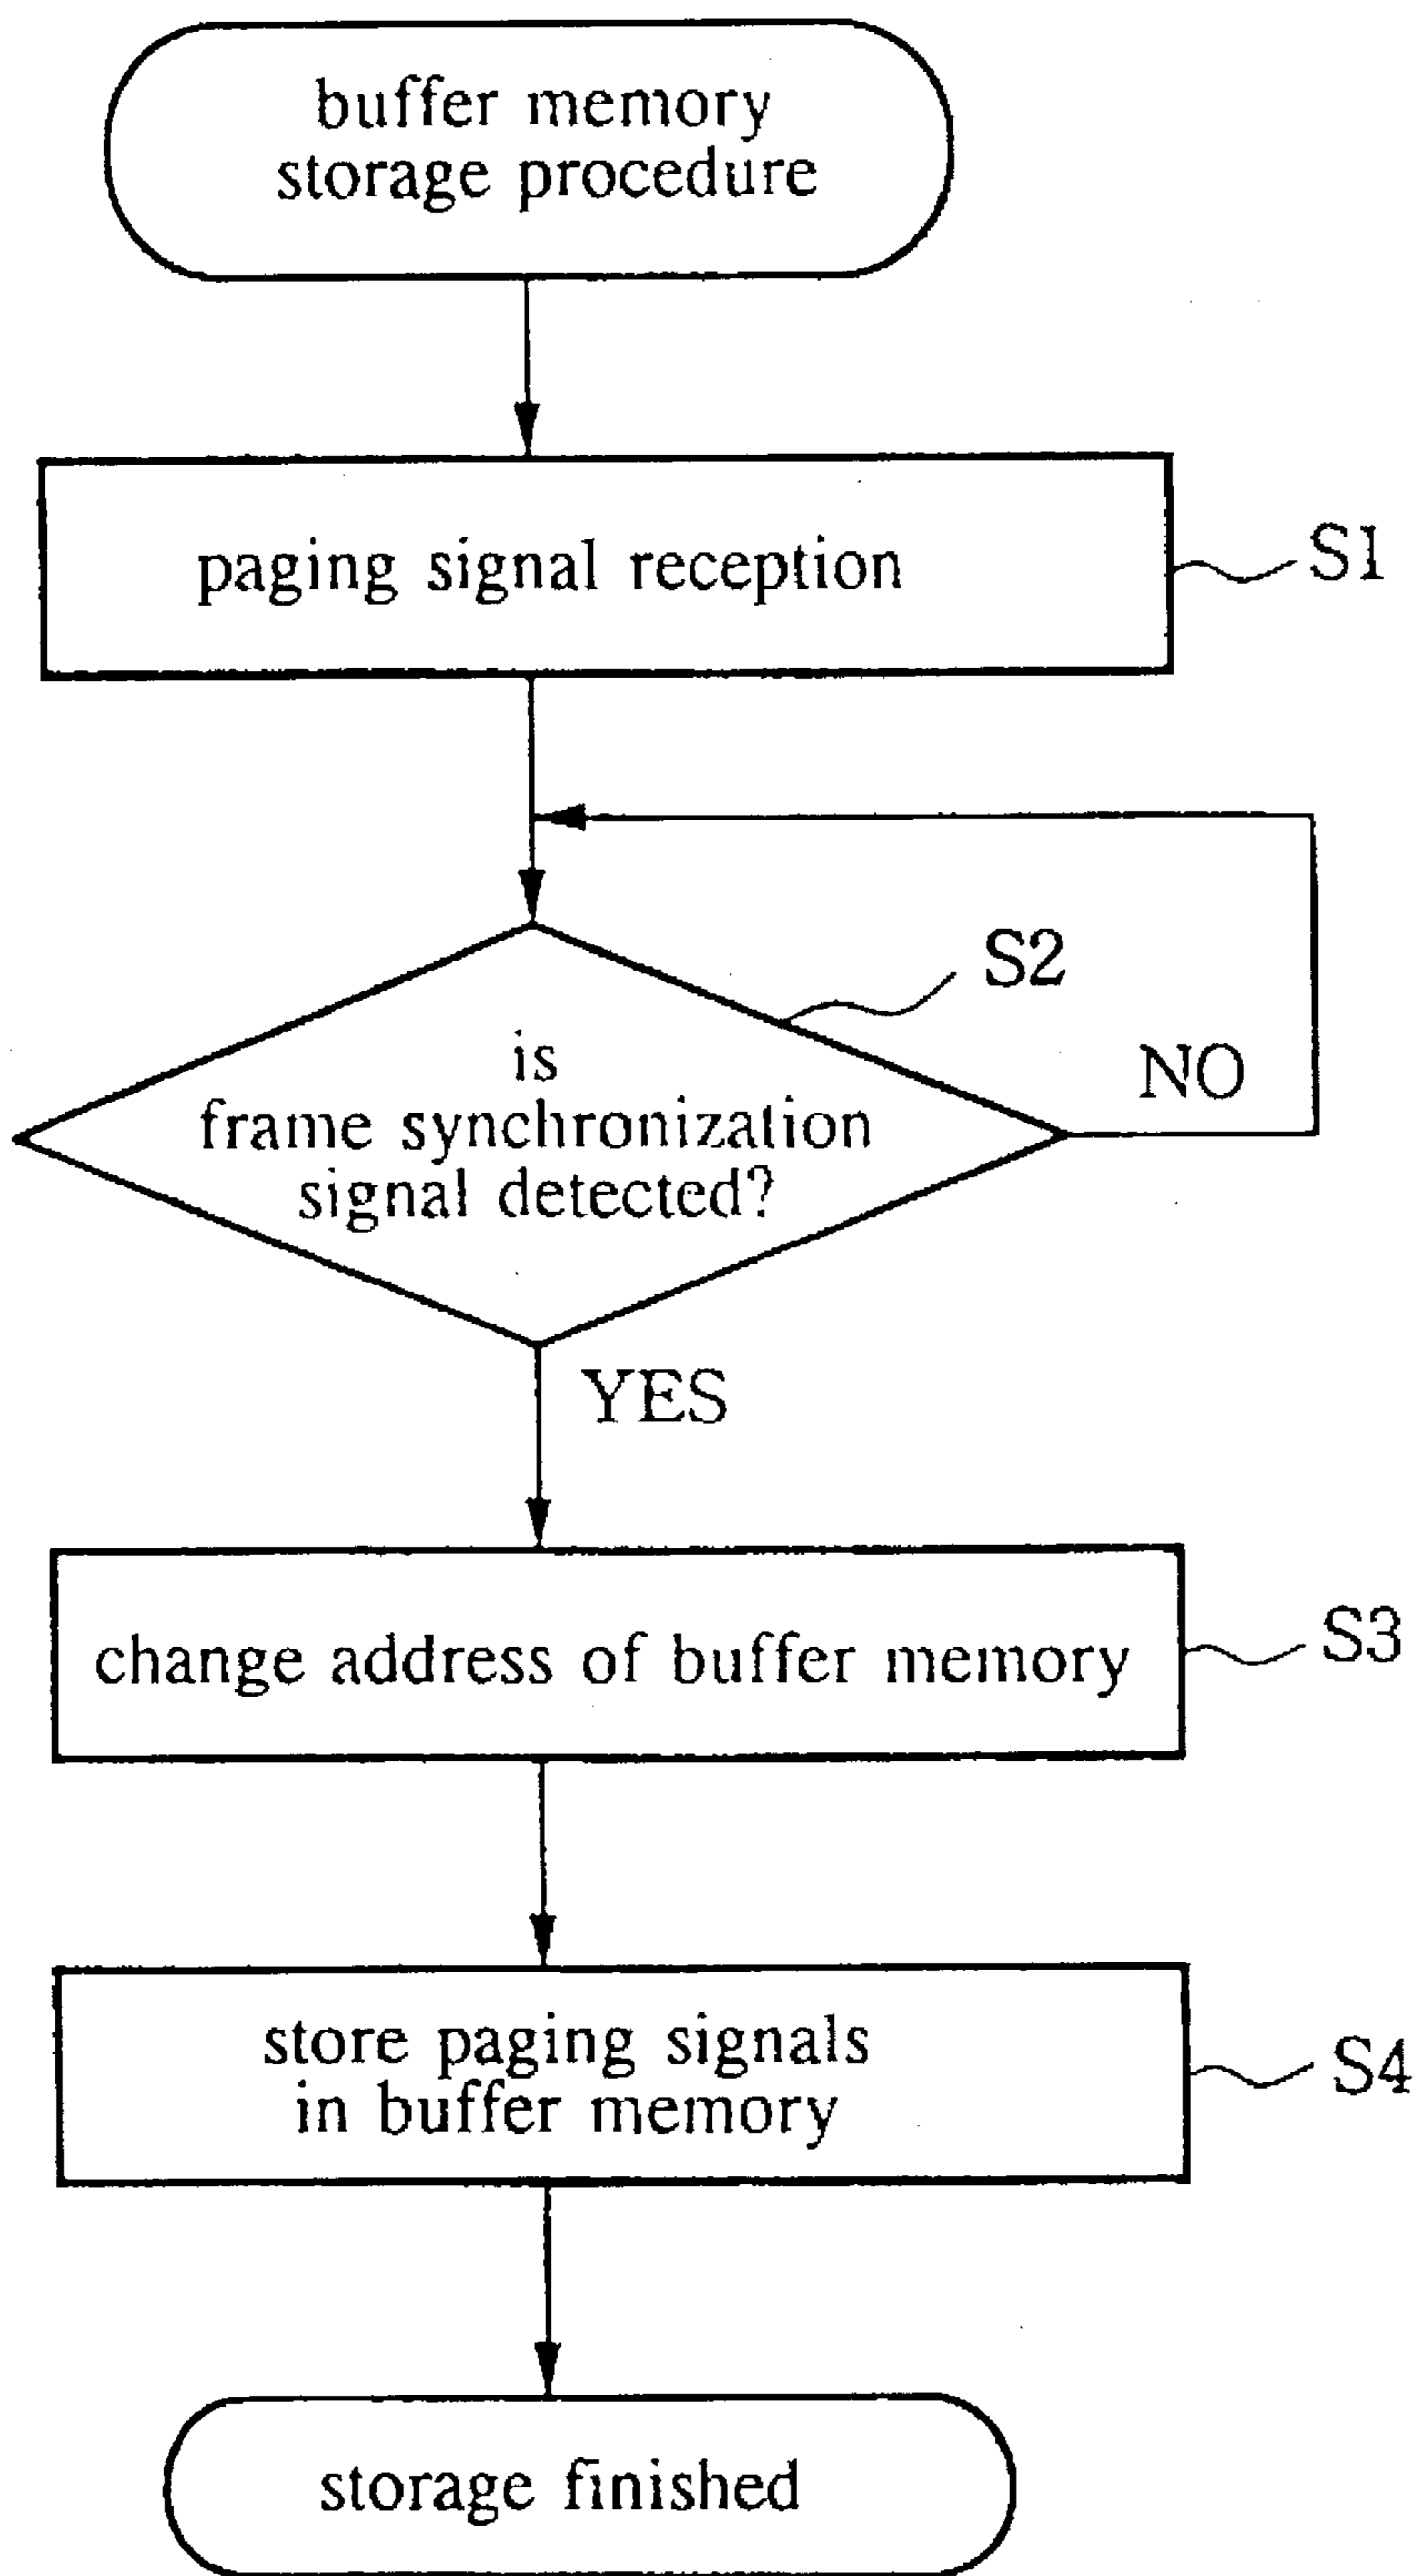 buffer memory
storage procedure
paging signal reception
S1
S2
is
frame synchronization
signal detected?
NO
YES
change address of buffer memory
S3
store paging signals
in buffer memory
S4
storage finished